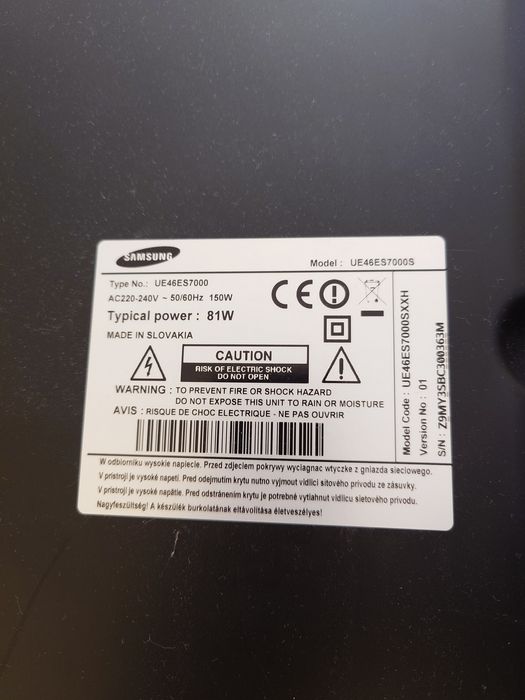 SAMSUNG
Model : UE46ES7000S
Type No.: UE46ES7000
AC220-240V ~ 50/60Hz 150W
Typical power : 81W
MADE IN SLOVAKIA
CAUTION
RISK OF ELECTRIC SHOCK
DO NOT OPEN
WARNING : TO PREVENT FIRE OR SHOCK HAZARD
DO NOT EXPOSE THIS UNIT TO RAIN OR MOISTURE
AVIS : RISQUE DE CHOC ELECTRIQUE - NE PAS OUVRIR
Model Code : UE46ES7000SXXH
Version No : 01
S/N : Z9MY3SBC300363M
W odbiorniku wysokie napiecie. Przed zdjeciem pokrywy wyciagnac wtyczke z gniazda sieciowego.
V prístroji je vysoké napetí. Pred odejmutím krytu nutno vyjmout vidlici sítového prívodu ze zásuvky.
V prístroji je vysoké napätie. Pred odstránením krytu je potrebné vytiahnut vidlicu sietového prívodu.
Nagyfeszültség! A készülék burkolatának eltávolítása életveszélyes!